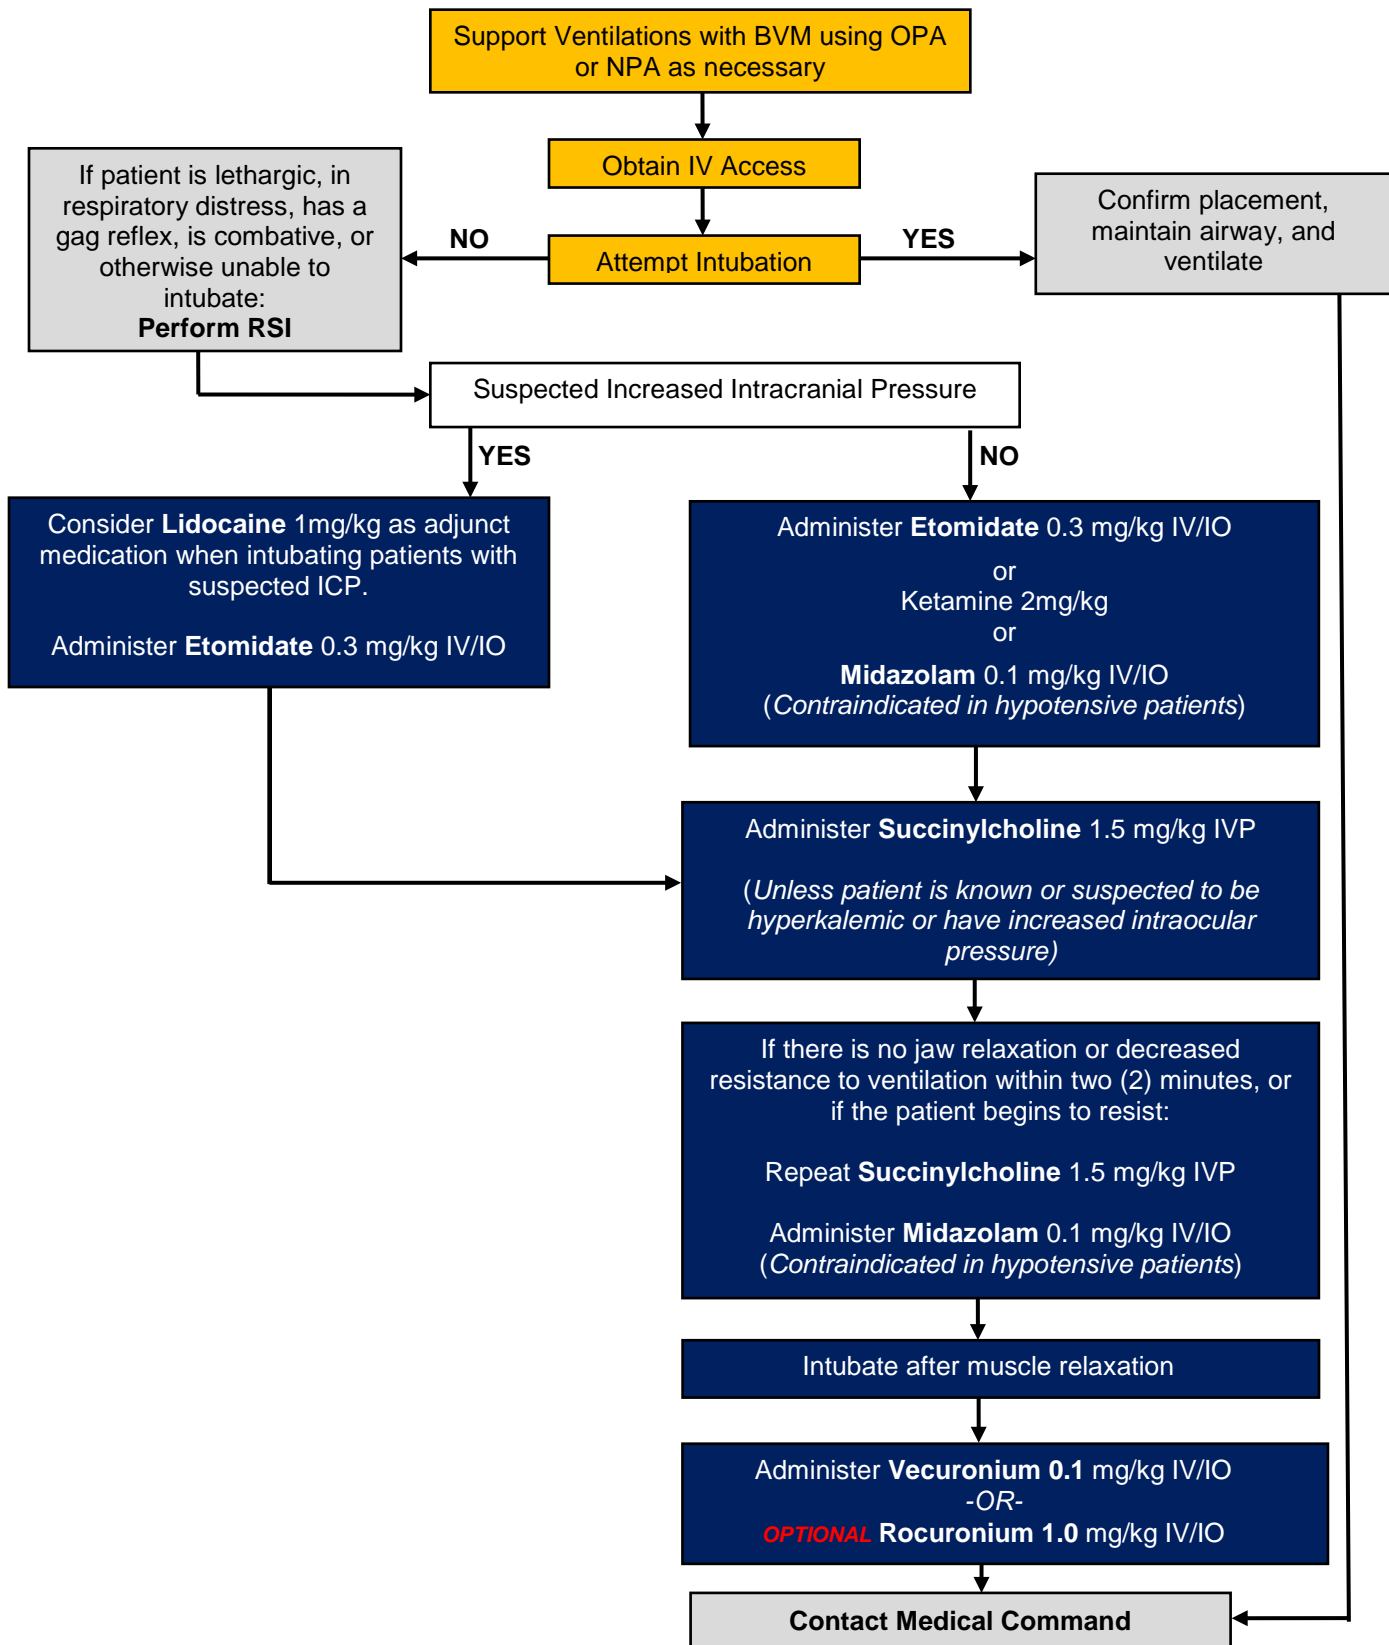 Support Ventilations with BVM using OPA
or NPA as necessary
Obtain IV Access
If patient is lethargic, in
respiratory distress, has a
gag reflex, is combative, or
otherwise unable to
intubate:
Perform RSI
NO
Attempt Intubation
YES
Confirm placement,
maintain airway, and
ventilate
Suspected Increased Intracranial Pressure
YES
NO
Consider Lidocaine 1mg/kg as adjunct
medication when intubating patients with
suspected ICP.
Administer Etomidate 0.3 mg/kg IV/IO
Administer Etomidate 0.3 mg/kg IV/IO
or
Ketamine 2mg/kg
or
Midazolam 0.1 mg/kg IV/IO
(Contraindicated in hypotensive patients)
Administer Succinylcholine 1.5 mg/kg IVP
(Unless patient is known or suspected to be
hyperkalemic or have increased intraocular
pressure)
If there is no jaw relaxation or decreased
resistance to ventilation within two (2) minutes, or
if the patient begins to resist:
Repeat Succinylcholine 1.5 mg/kg IVP
Administer Midazolam 0.1 mg/kg IV/IO
(Contraindicated in hypotensive patients)
Intubate after muscle relaxation
Administer Vecuronium 0.1 mg/kg IV/IO
-OR-
OPTIONAL Rocuronium 1.0 mg/kg IV/IO
Contact Medical Command